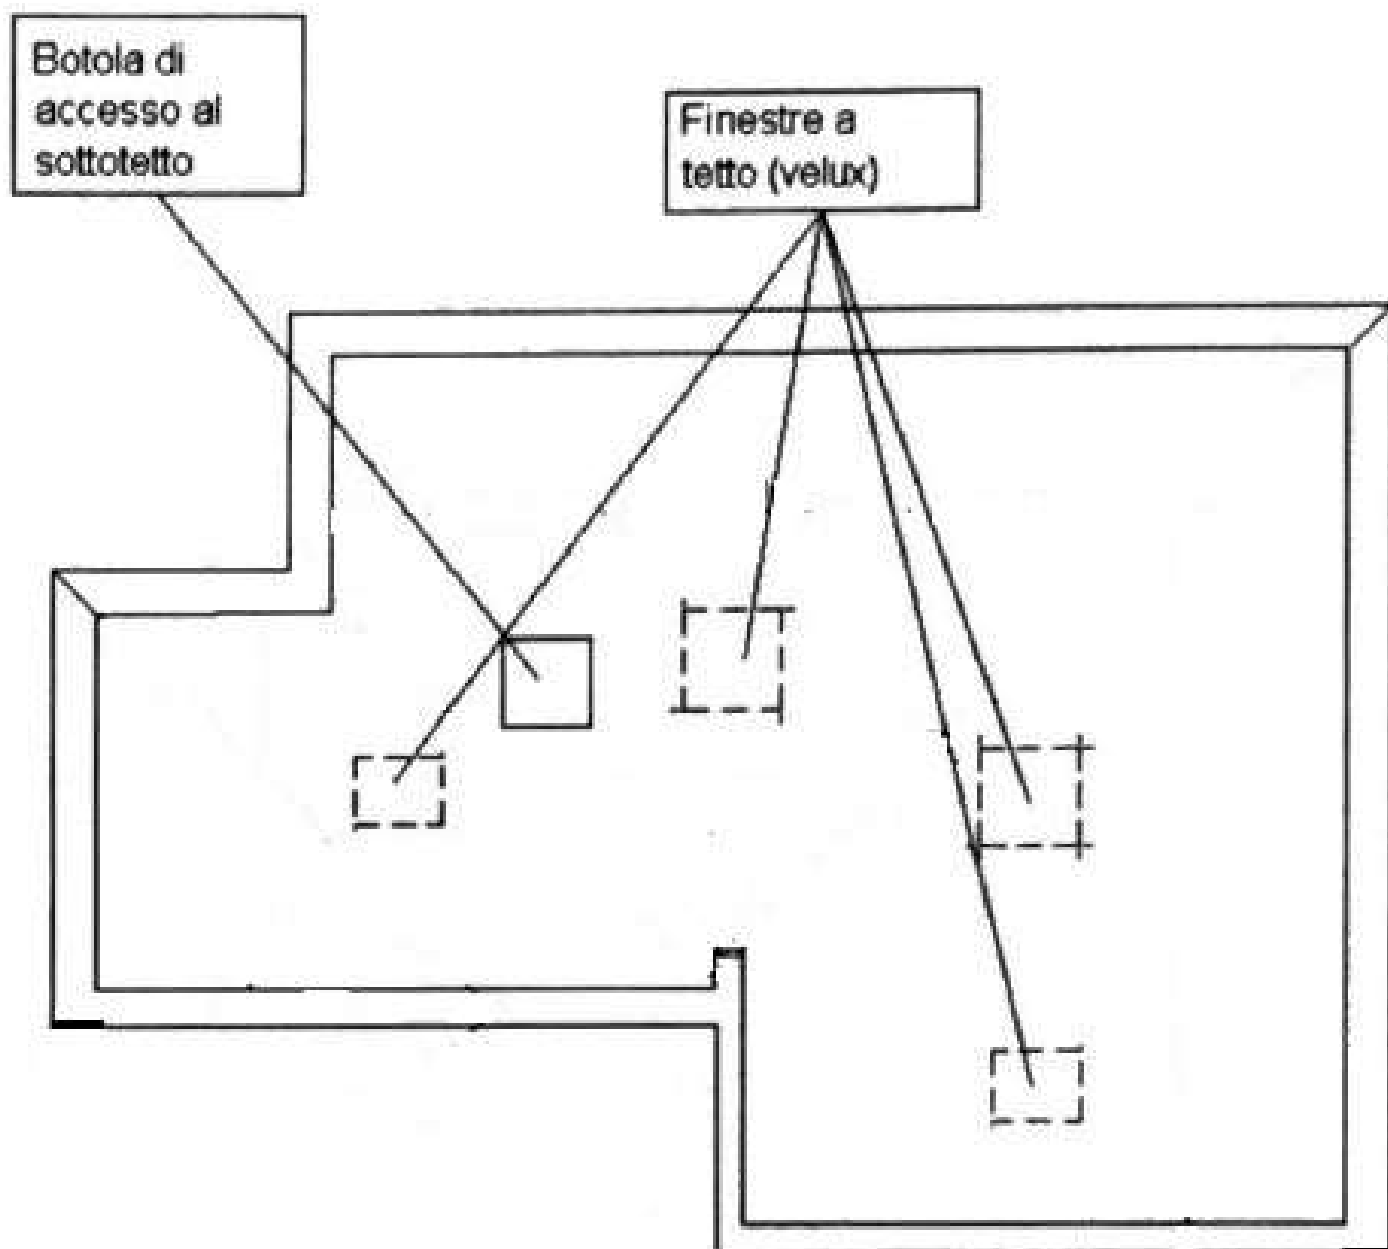 Botola di
accesso al
sottotetto
Finestre a
tetto (velux)